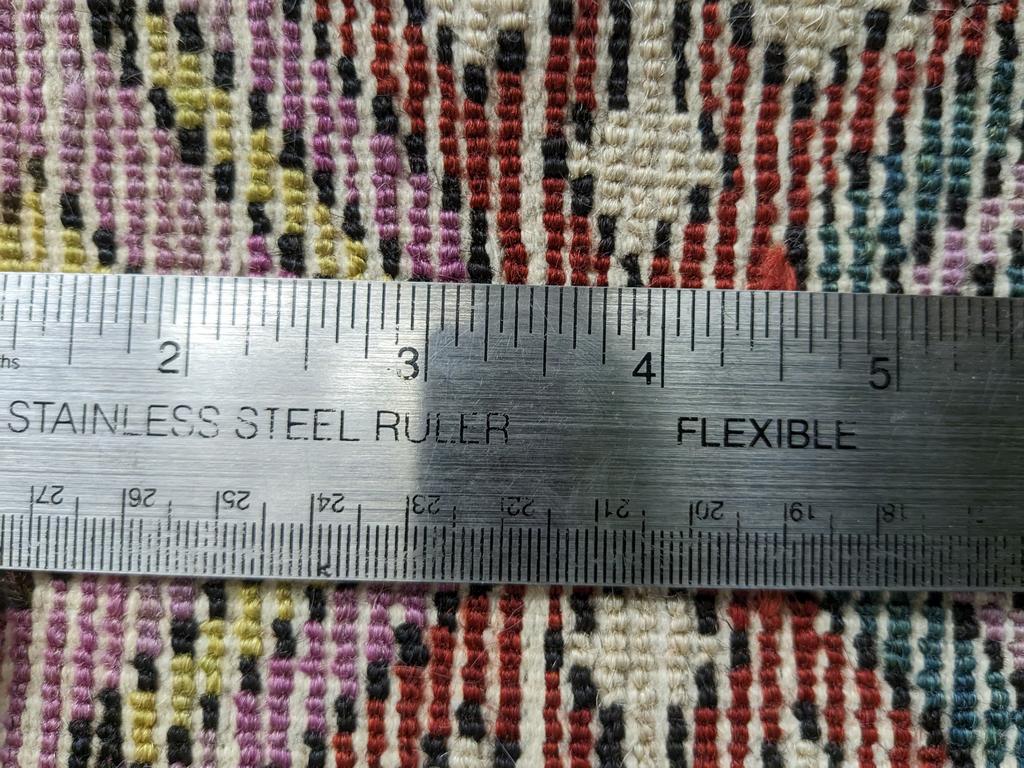 ths 2 3 4 5
STAINLESS STEEL RULER FLEXIBLE
27 26 25 24 23 22 21 20 19 18